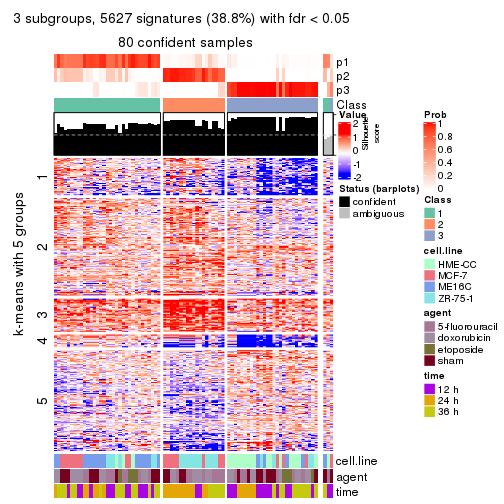 3 subgroups, 5627 signatures (38.8%) with fdr < 0.05
80 confident samples
p1
p2
p3
Class
Silhouette
score
1
2
3
4
5
k-means with 5 groups
cell.line
agent
time
Value
2
1
0
-1
-2
Status (barplots)
confident
ambiguous
Prob
1
0.8
0.6
0.4
0.2
0
Class
1
2
3
cell.line
HME-CC
MCF-7
ME16C
ZR-75-1
agent
5-fluorouracil
doxorubicin
etoposide
sham
time
12 h
24 h
36 h